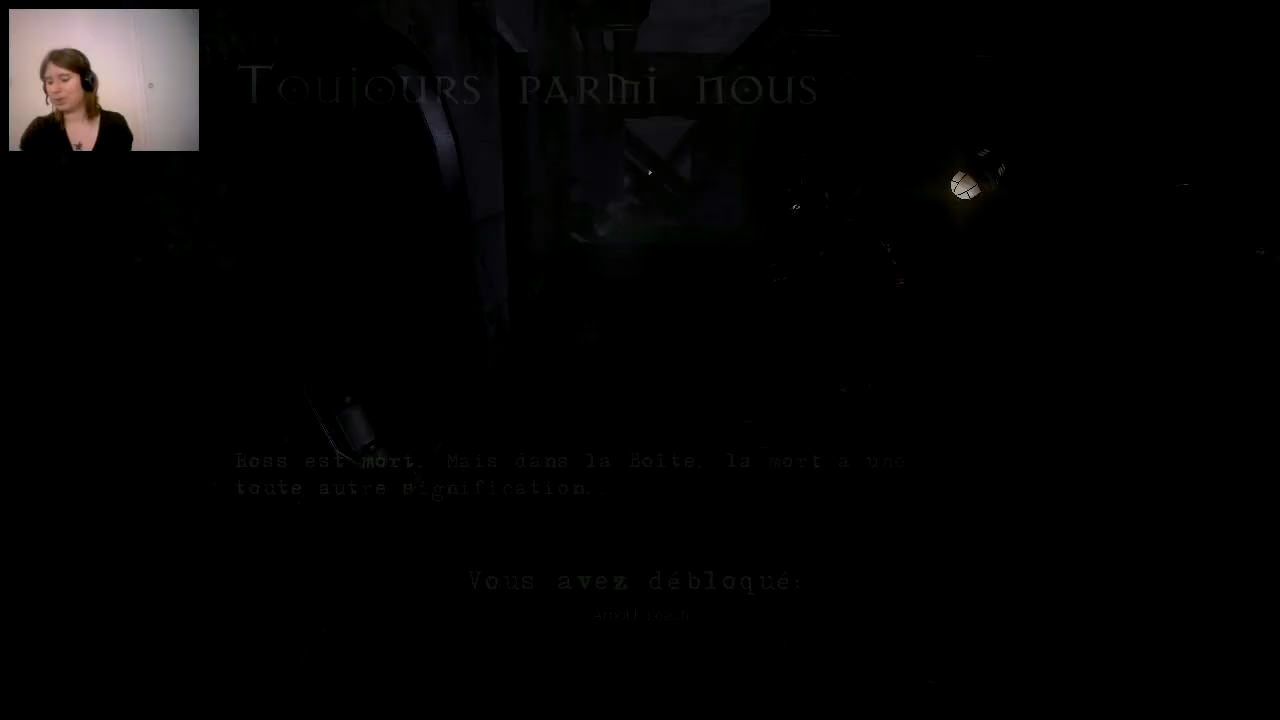 Toujours parmi nous
Ross est mort. Mais dans la Boîte, la mort a une
toute autre signification.
Vous avez débloqué: